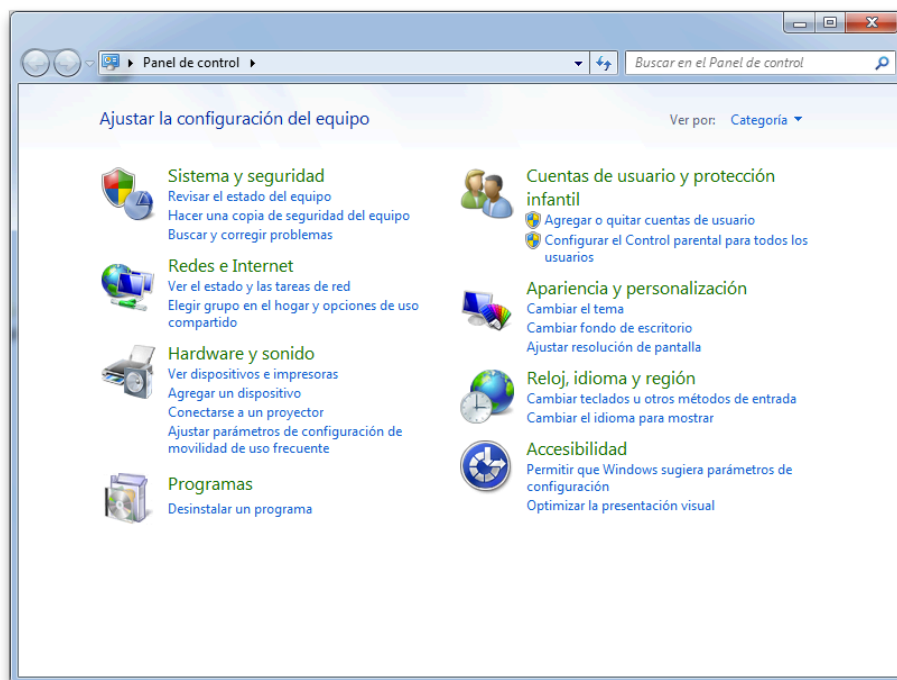 Panel de control
Buscar en el Panel de control
Ajustar la configuración del equipo
Ver por: Categoría
Sistema y seguridad
Revisar el estado del equipo
Hacer una copia de seguridad del equipo
Buscar y corregir problemas
Redes e Internet
Ver el estado y las tareas de red
Elegir grupo en el hogar y opciones de uso
compartido
Hardware y sonido
Ver dispositivos e impresoras
Agregar un dispositivo
Conectarse a un proyector
Ajustar parámetros de configuración de
movilidad de uso frecuente
Programas
Desinstalar un programa
Cuentas de usuario y protección
infantil
Agregar o quitar cuentas de usuario
Configurar el Control parental para todos los
usuarios
Apariencia y personalización
Cambiar el tema
Cambiar fondo de escritorio
Ajustar resolución de pantalla
Reloj, idioma y región
Cambiar teclados u otros métodos de entrada
Cambiar el idioma para mostrar
Accesibilidad
Permitir que Windows sugiera parámetros de
configuración
Optimizar la presentación visual